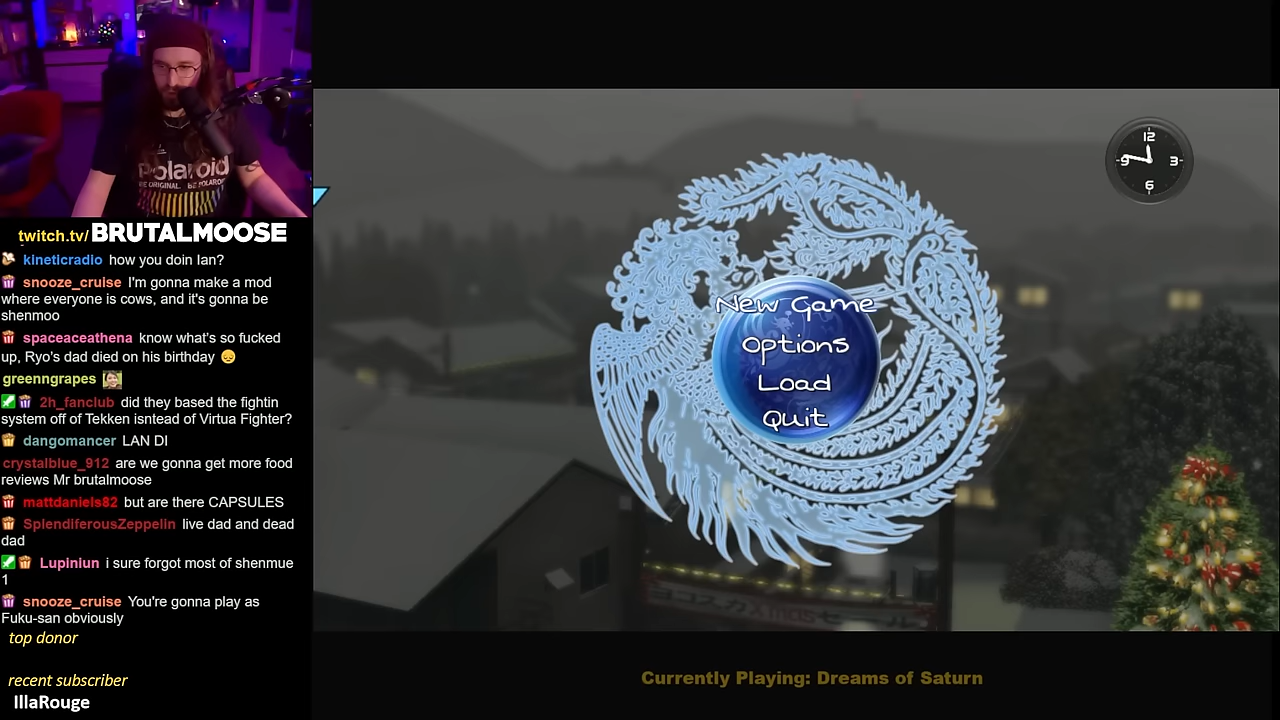 Polaroid
twitch.tv/BRUTALMOOSE
kineticradio how you doin Ian?
snooze_cruise I'm gonna make a mod
where everyone is cows, and it's gonna be
shenmoo
spaceaceathena know what's so fucked
up, Ryo's dad died on his birthday 😔
greenngrapes
2h_fanclub did they based the fightin
system off of Tekken isntead of Virtua Fighter?
dangomancer LAN DI
crystalblue_912 are we gonna get more food
reviews Mr brutalmoose
mattdaniels82 but are there CAPSULES
SplendiferousZeppelin live dad and dead
dad
Lupiniun i sure forgot most of shenmue
1
snooze_cruise You're gonna play as
Fuku-san obviously
top donor
recent subscriber
IllaRouge
12
9
3
6
New Game
Options
Load
Quit
Currently Playing: Dreams of Saturn